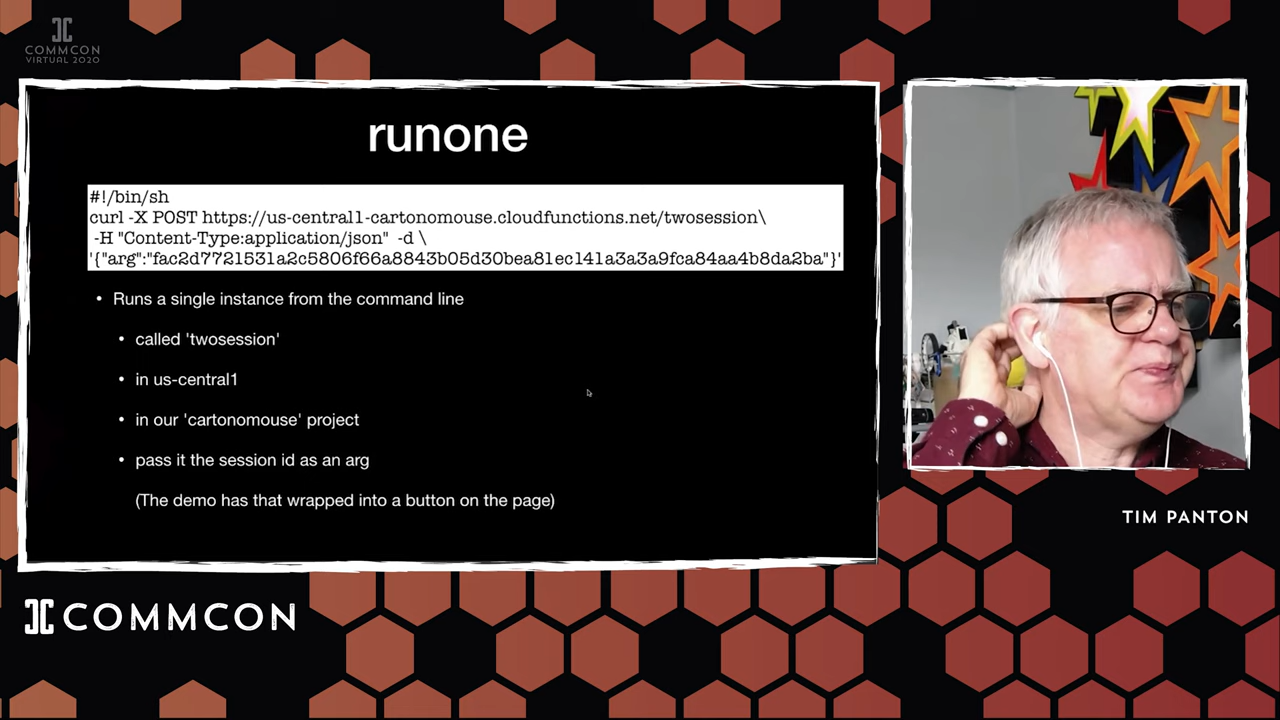 COMMCON
VIRTUAL 2020
runone
#!/bin/sh
curl -X POST https://us-central1-cartonomouse.cloudfunctions.net/twosession\
-H "Content-Type:application/json" -d \
'{"arg":"fac2d7721531a2c5806f66a8843b05d30bea81ec141a3a3a9fca84aa4b8da2ba"}'
• Runs a single instance from the command line
• called 'twosession'
• in us-central1
• in our 'cartonomouse' project
• pass it the session id as an arg
(The demo has that wrapped into a button on the page)
TIM PANTON
COMMCON